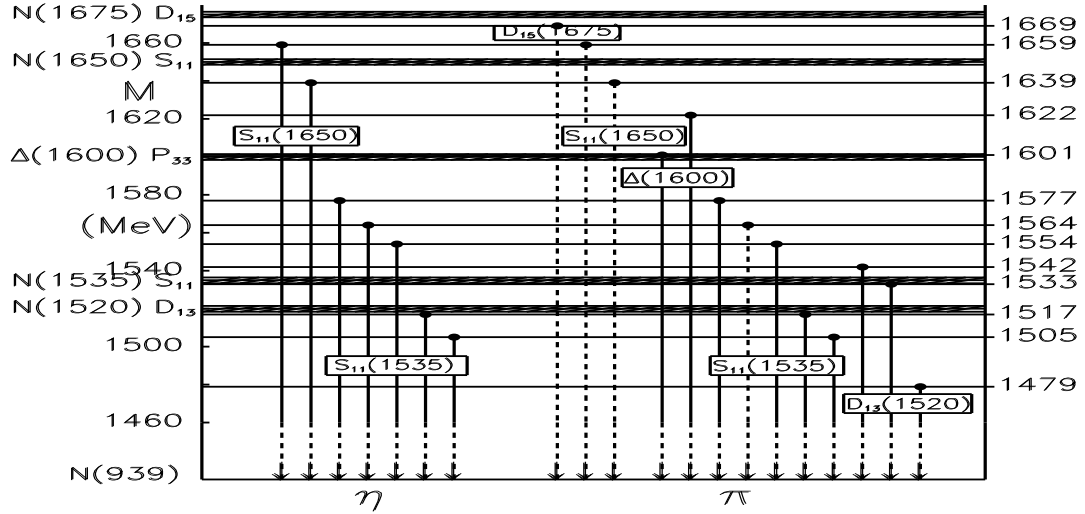 N(1675) D₁₅
1669
D₁₅(1675)
1660
1659
N(1650) S₁₁
M
1639
1620
1622
S₁₁(1650)
S₁₁(1650)
Δ(1600) P₃₃
1601
Δ(1600)
1580
1577
(MeV)
1564
1554
1540
1542
N(1535) S₁₁
1533
N(1520) D₁₃
1517
1500
1505
S₁₁(1535)
S₁₁(1535)
1479
D₁₃(1520)
1460
N(939)
η
π